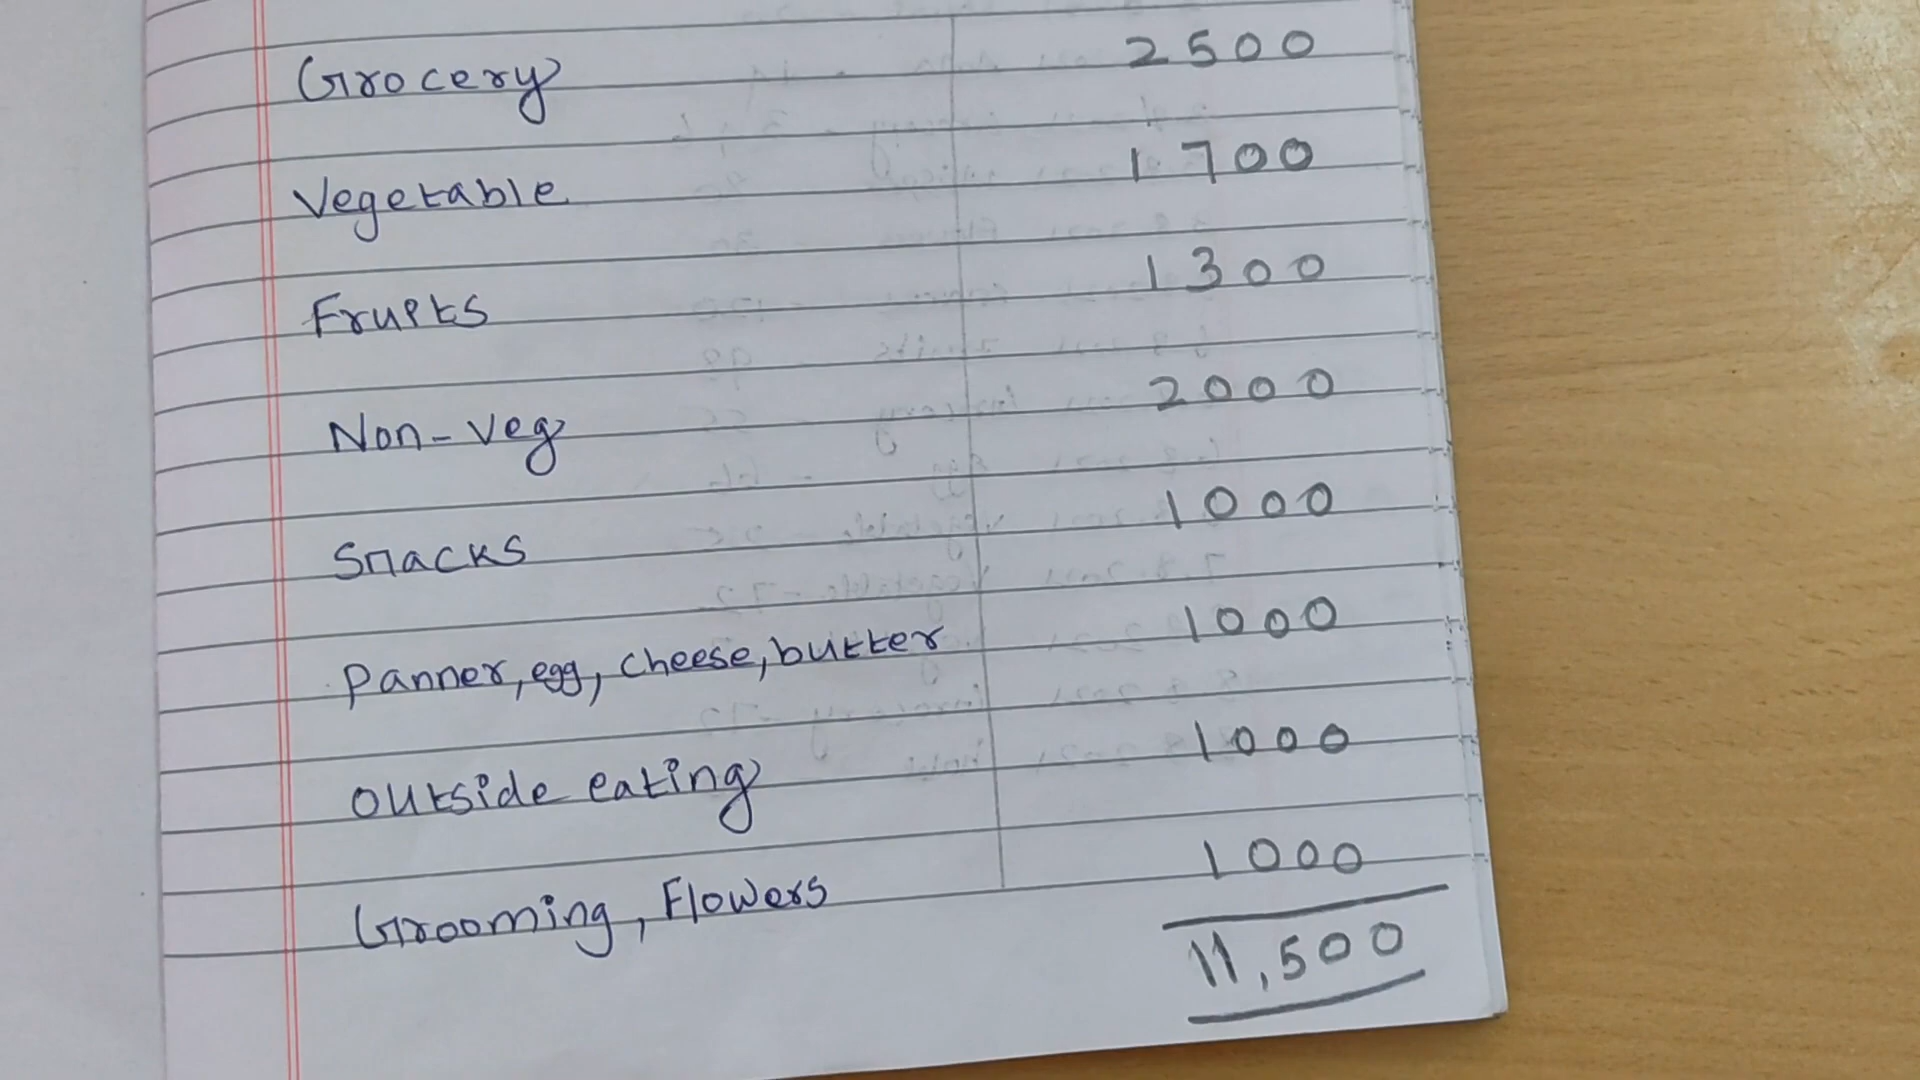 Grocery 2500
Vegetable 1700
Fruits 1300
Non-veg 2000
Snacks 1000
Panner, egg, cheese, butter 1000
Outside eating 1000
Grooming, Flowers 1000
11,500